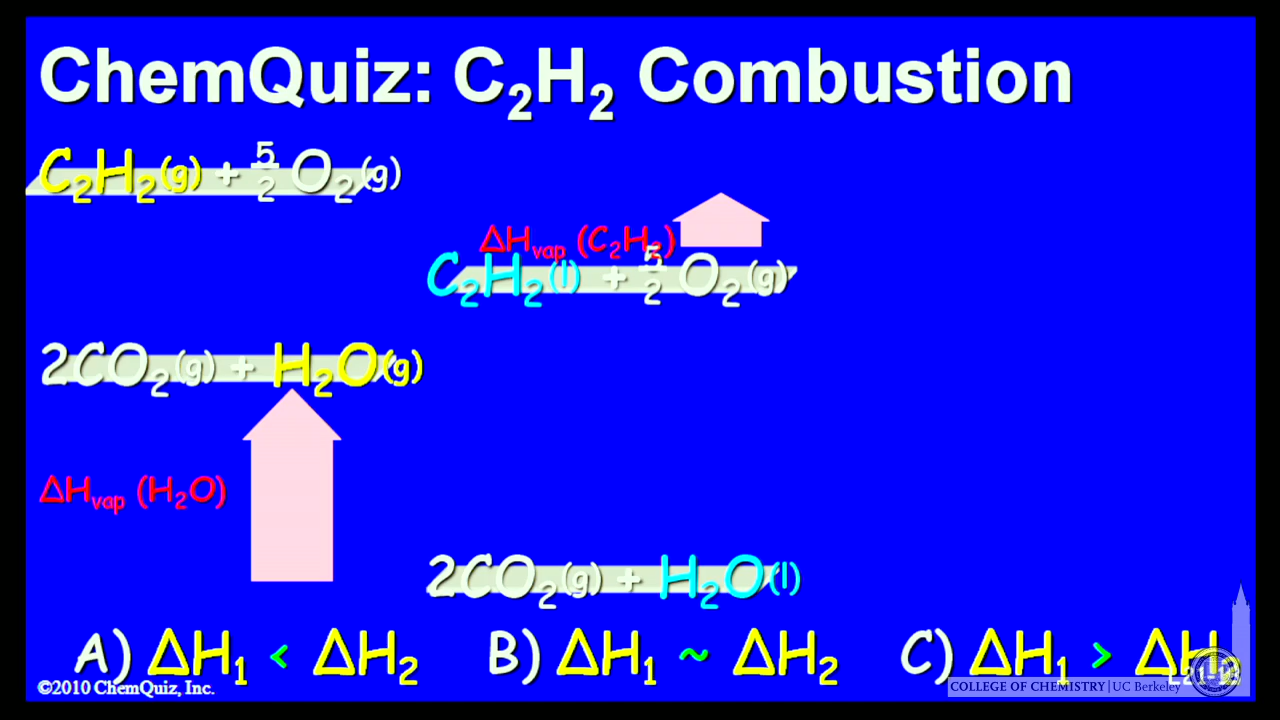 ChemQuiz: C₂H₂ Combustion
C₂H₂(g) + 5/2 O₂(g)
ΔHvap (C₂H₂)
C₂H₂(l) + 5/2 O₂(g)
2CO₂(g) + H₂O(g)
ΔHvap (H₂O)
2CO₂(g) + H₂O(l)
A) ΔH₁ < ΔH₂ B) ΔH₁ ~ ΔH₂ C) ΔH₁ > ΔH
©2010 ChemQuiz, Inc.
COLLEGE OF CHEMISTRY | UC Berkeley